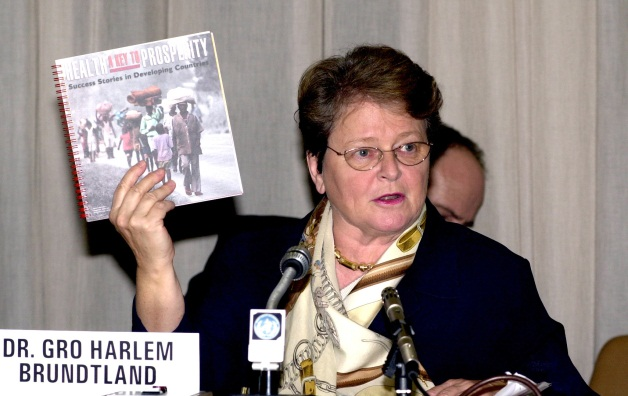 HEALTH A KEY TO PROSPERITY
Success Stories in Developing Countries
DR. GRO HARLEM
BRUNDTLAND